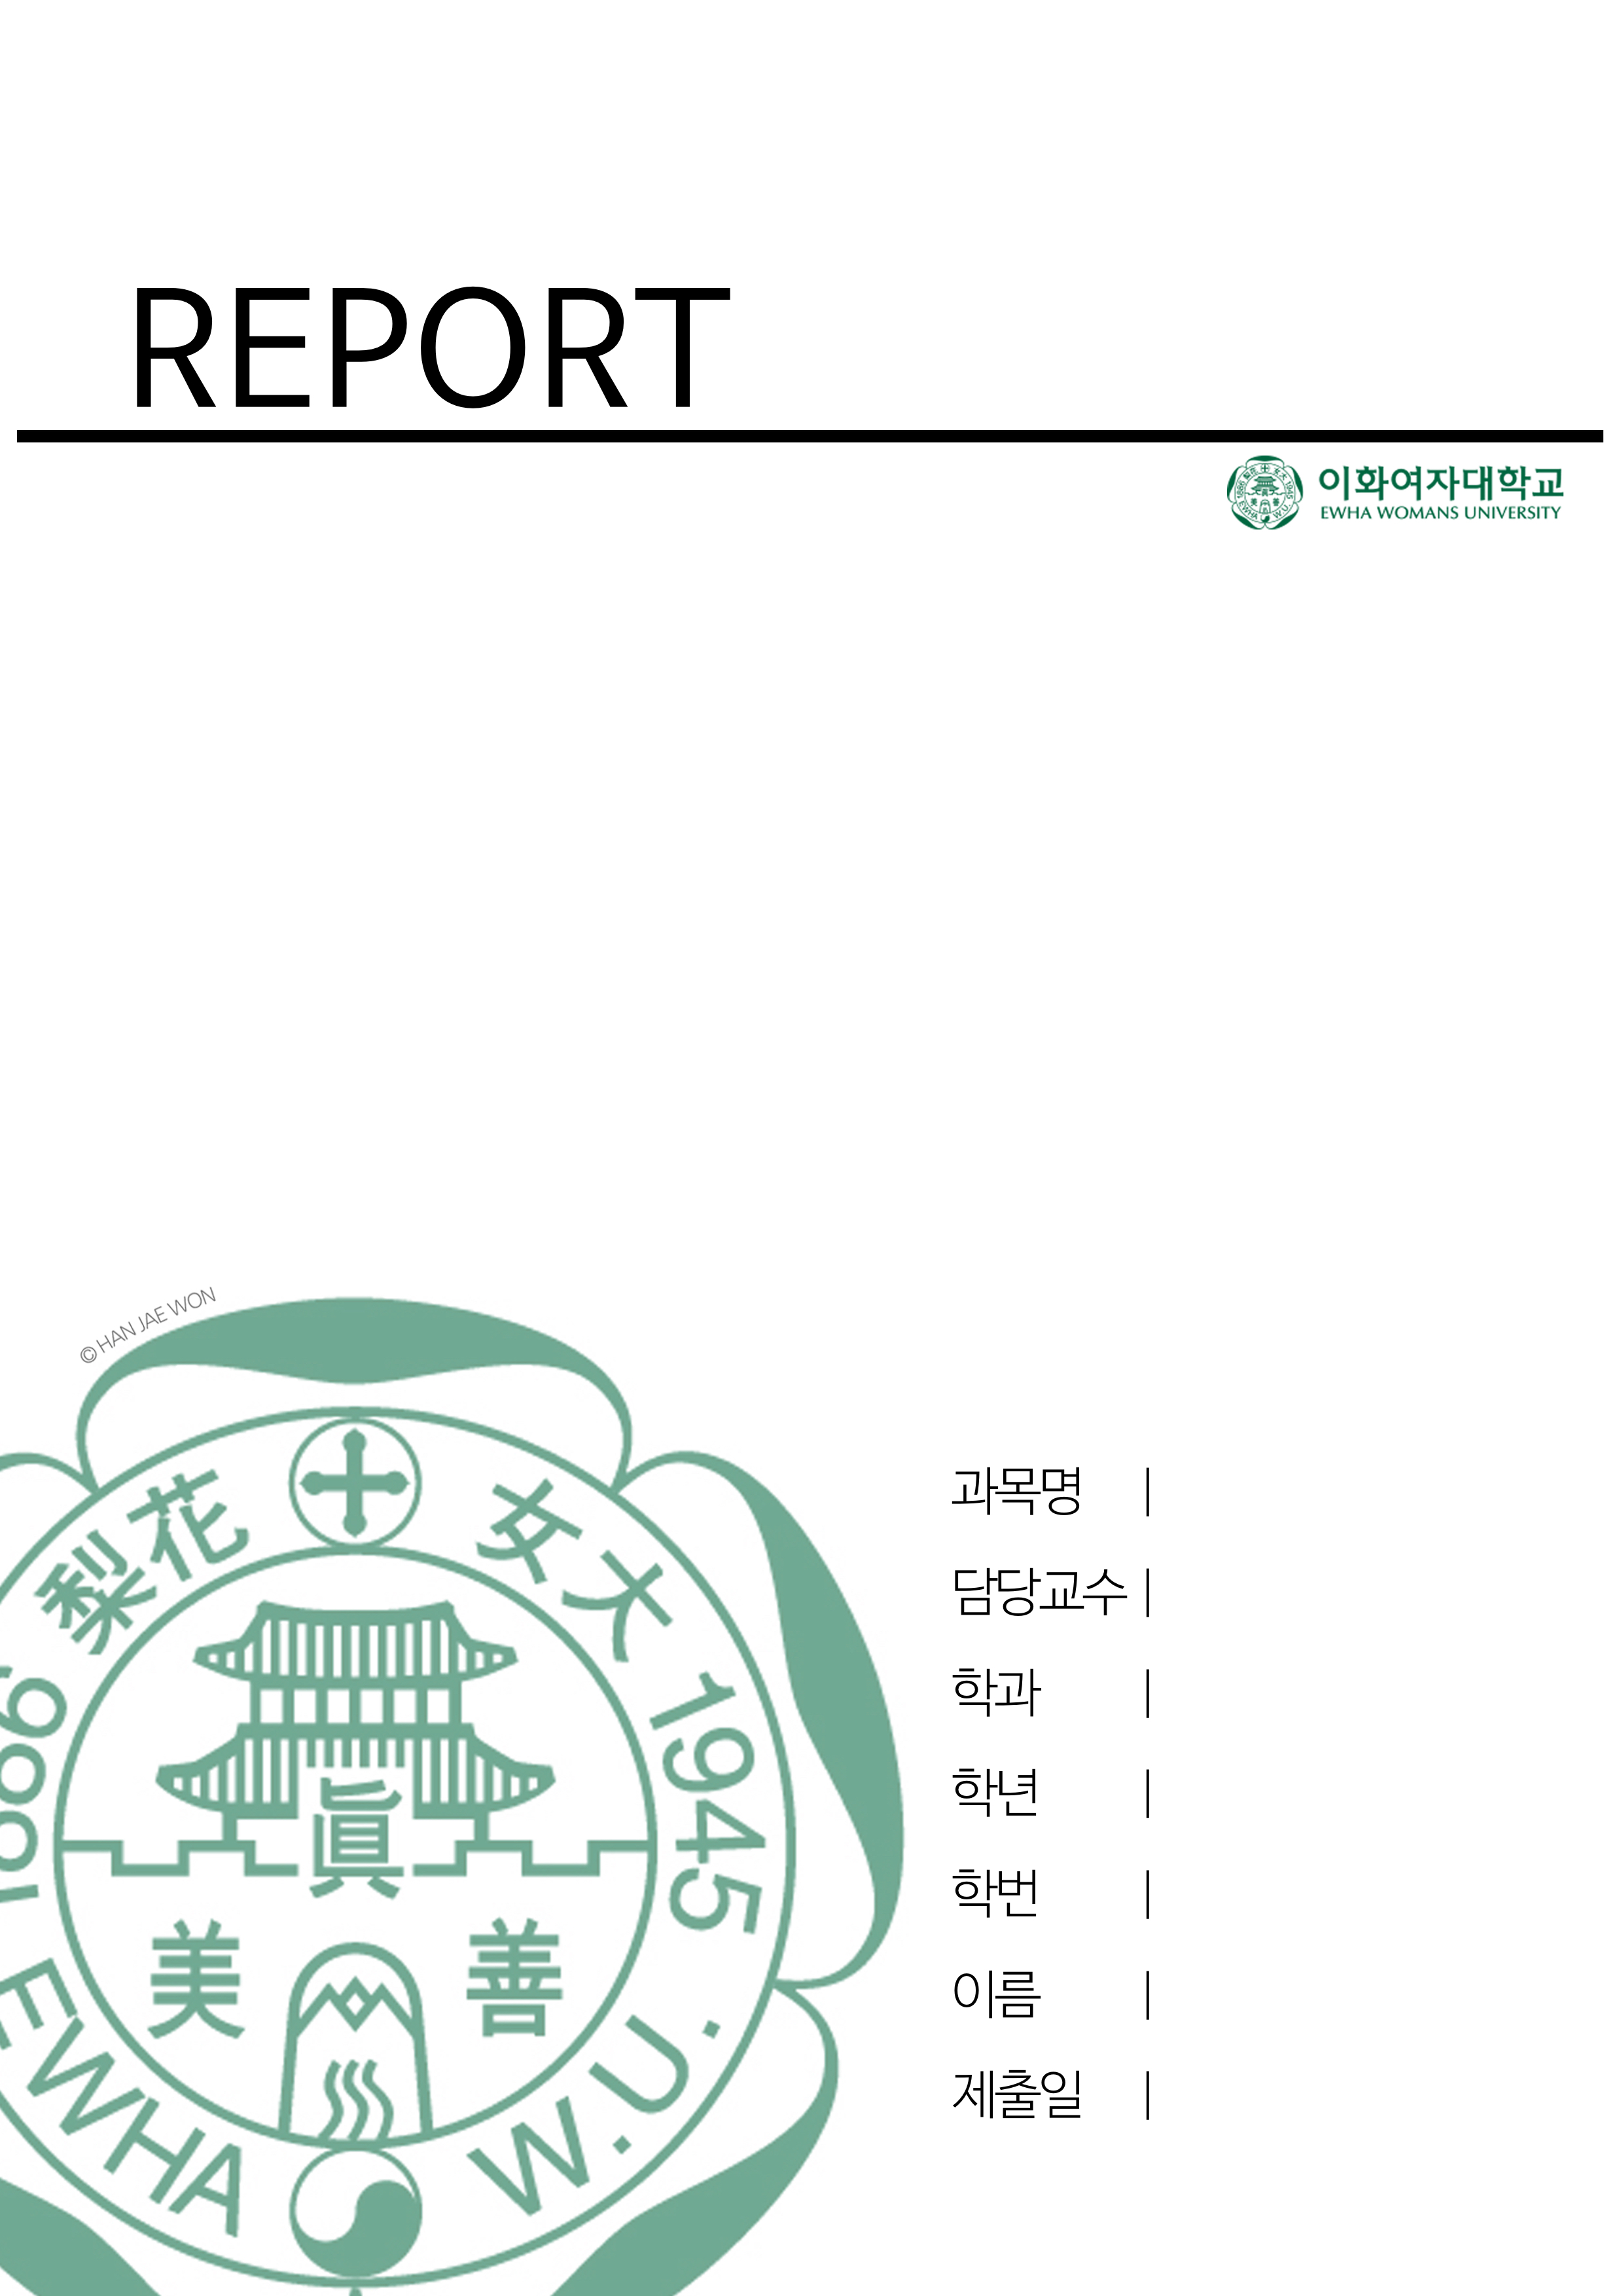 REPORT
이화여자대학교
EWHA WOMANS UNIVERSITY
© HAN JAE WON
梨花 女大
1886 1945
眞
美 善
EWHA W.U.
과목명 |
담당교수 |
학과 |
학년 |
학번 |
이름 |
제출일 |